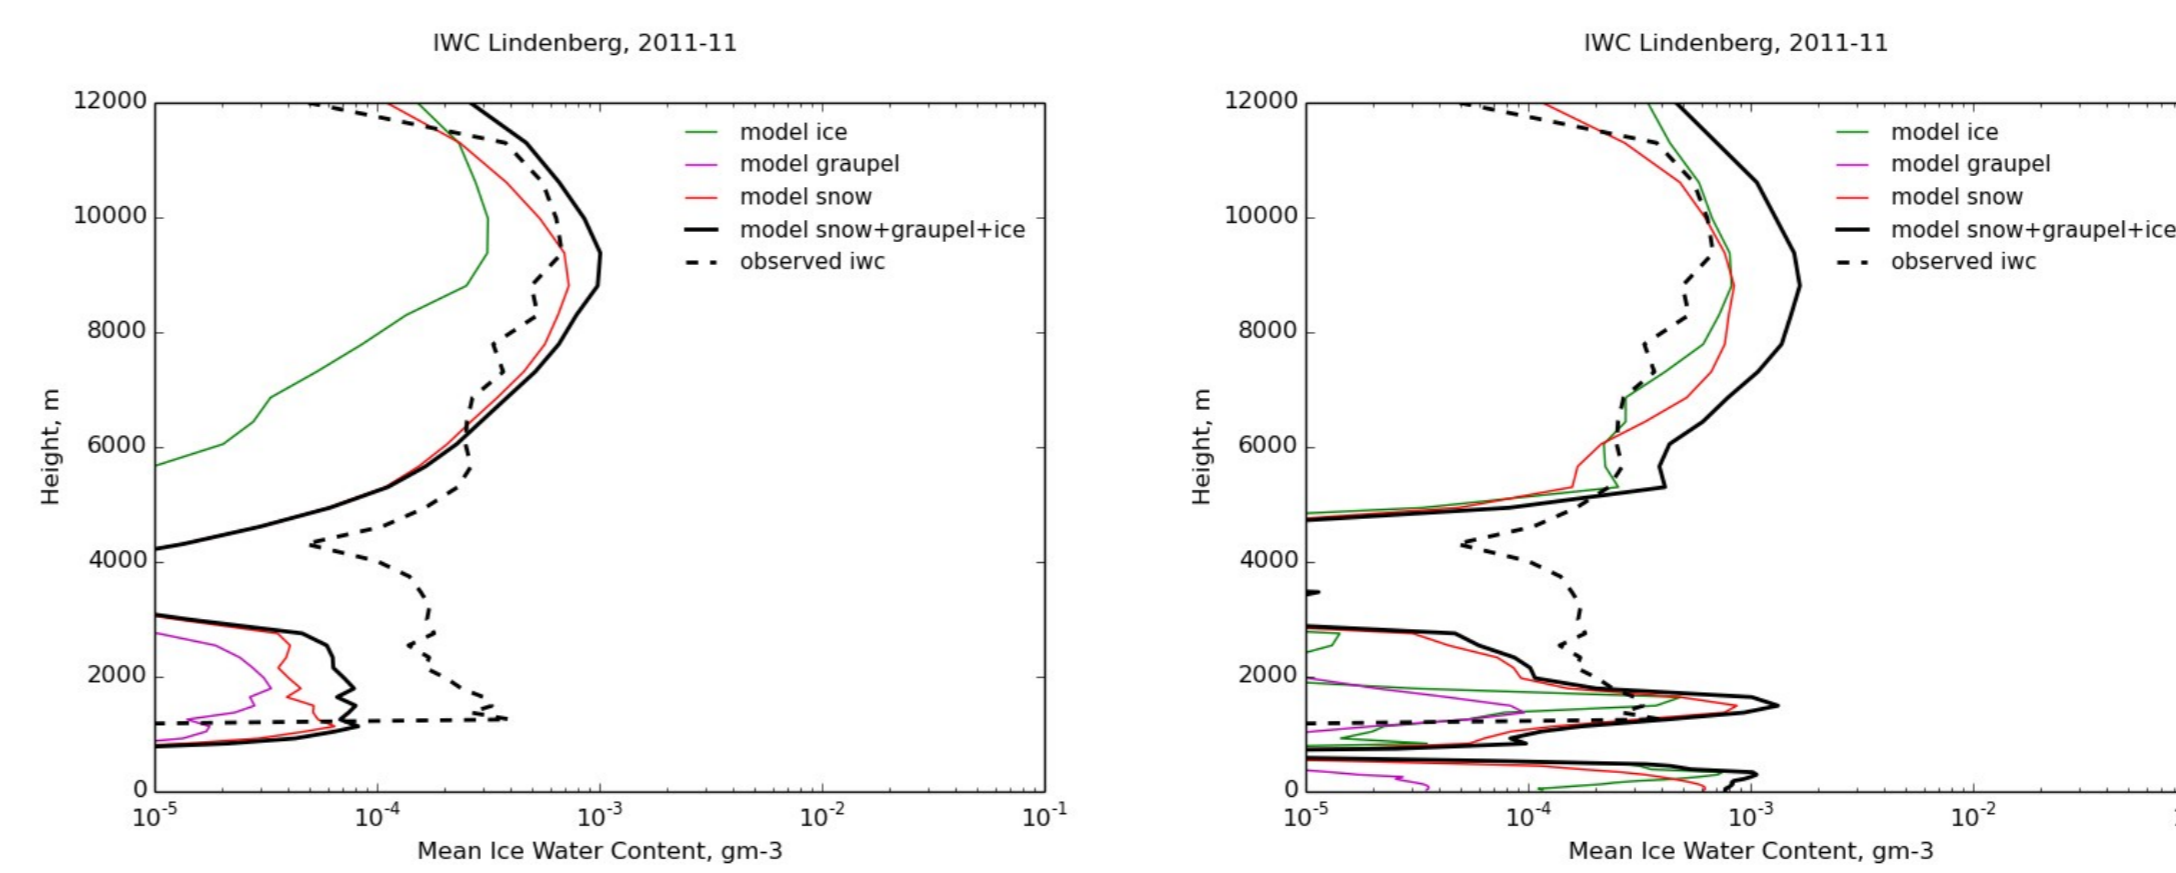 IWC Lindenberg, 2011-11
12000
10000
8000
6000
4000
2000
0
Height, m
model ice
model graupel
model snow
model snow+graupel+ice
observed iwc
10-5
10-4
10-3
10-2
10-1
Mean Ice Water Content, gm-3
IWC Lindenberg, 2011-11
12000
10000
8000
6000
4000
2000
0
Height, m
model ice
model graupel
model snow
model snow+graupel+ice
observed iwc
10-5
10-4
10-3
10-2
Mean Ice Water Content, gm-3